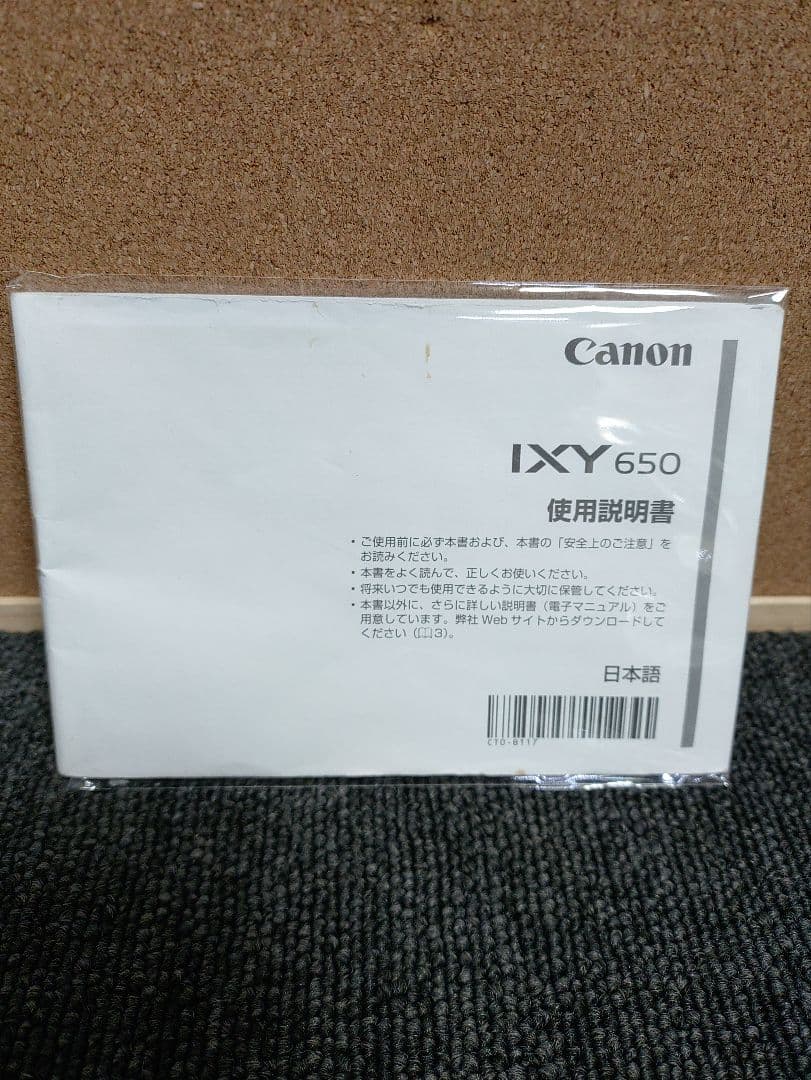 Canon
IXY 650
使用説明書
・ご使用前に必ず本書および、本書の「安全上のご注意」を
お読みください。
・本書をよく読んで、正しくお使いください。
・将来いつでも使用できるように大切に保管してください。
・本書以外に、さらに詳しい説明書（電子マニュアル）をご
用意しています。弊社 Web サイトからダウンロードして
ください（📖3）。
日本語
CT0-8117